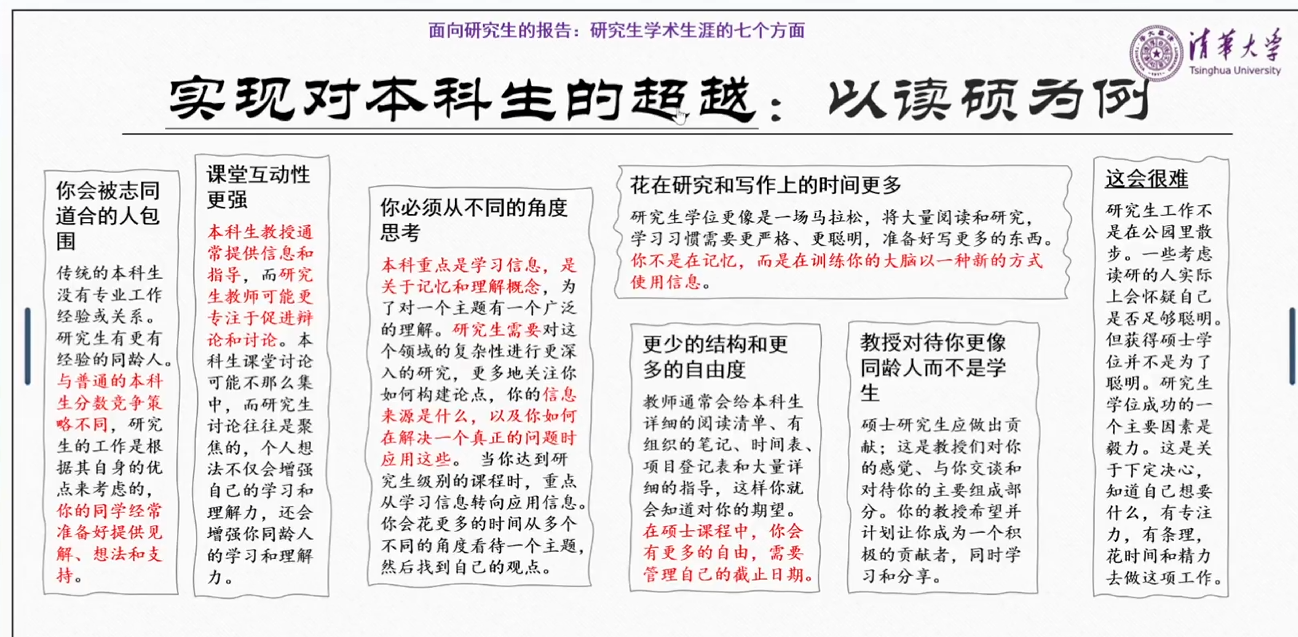 面向研究生的报告：研究生学术生涯的七个方面
清华大学
Tsinghua University
实现对本科生的超越：以读硕为例
你会被志同
道合的人包
围
传统的本科生
没有专业工作
经验或关系。
研究生有更有
经验的同龄人。
与普通的本科
生分数竞争策
略不同，研究
生的工作是根
据其自身的优
点来考虑的，
你的同学经常
准备好提供见
解、想法和支
持。
课堂互动性
更强
本科生教授通
常提供信息和
指导，而研究
生教师可能更
专注于促进辩
论和讨论。本
科生课堂讨论
可能不那么集
中，而研究生
讨论往往是聚
焦的，个人想
法不仅会增强
自己的学习和
理解力，还会
增强你同龄人
的学习和理解
力。
你必须从不同的角度
思考
本科重点是学习信息，是
关于记忆和理解概念，为
了对一个主题有一个广泛
的理解。研究生需要对这
个领域的复杂性进行更深
入的研究，更多地关注你
如何构建论点，你的信息
来源是什么，以及你如何
在解决一个真正的问题时
应用这些。 当你达到研
究生级别的课程时，重点
从学习信息转向应用信息。
你会花更多的时间从多个
不同的角度看待一个主题，
然后找到自己的观点。
花在研究和写作上的时间更多
研究生学位更像是一场马拉松，将大量阅读和研究，
学习习惯需要更严格、更聪明，准备好写更多的东西。
你不是在记忆，而是在训练你的大脑以一种新的方式
使用信息。
更少的结构和更
多的自由度
教师通常会给本科生
详细的阅读清单、有
组织的笔记、时间表、
项目登记表和大量详
细的指导，这样你就
会知道对你的期望。
在硕士课程中，你会
有更多的自由，需要
管理自己的截止日期。
教授对待你更像
同龄人而不是学
生
硕士研究生应做出贡
献；这是教授们对你
的感觉、与你交谈和
对待你的主要组成部
分。你的教授希望并
计划让你成为一个积
极的贡献者，同时学
习和分享。
这会很难
研究生工作不
是在公园里散
步。一些考虑
读研的人实际
上会怀疑自己
是否足够聪明。
但获得硕士学
位并不是为了
聪明。研究生
学位成功的一
个主要因素是
毅力。这是关
于下定决心，
知道自己想要
什么，有专注
力，有条理，
花时间和精力
去做这项工作。